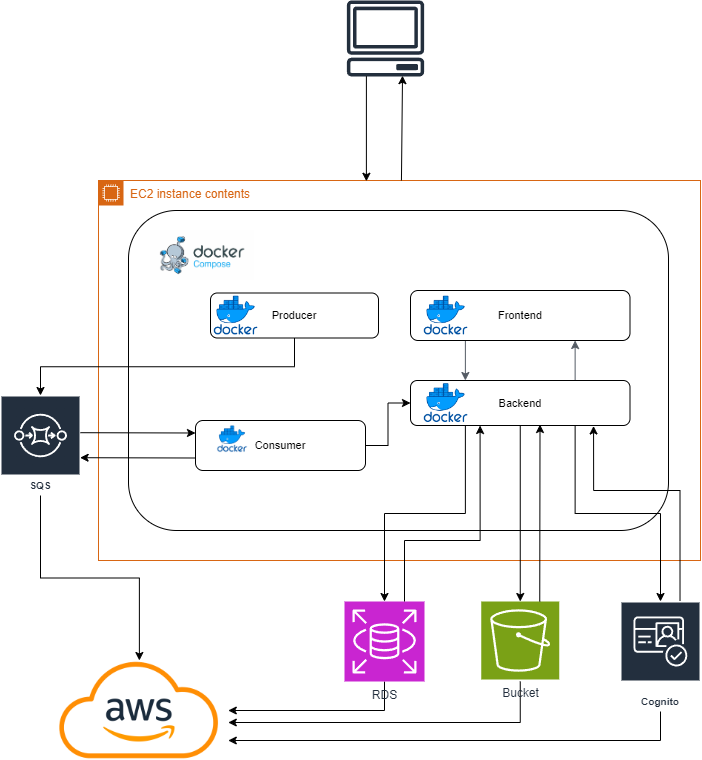 EC2 instance contents
docker
Compose
docker
Producer
docker
Frontend
docker
Backend
docker
Consumer
SQS
RDS
Bucket
Cognito
aws